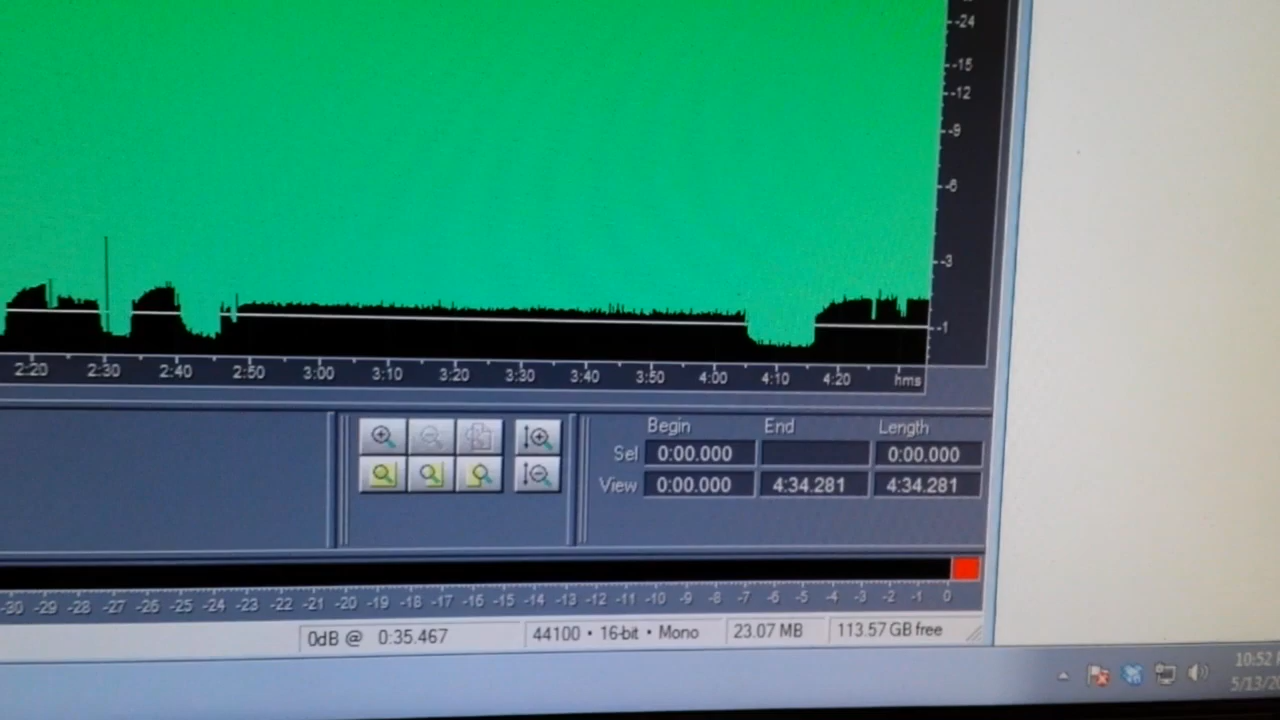 -24
-15
-12
-9
-6
-3
-1
2:20 2:30 2:40 2:50 3:00 3:10 3:20 3:30 3:40 3:50 4:00 4:10 4:20 hms
Begin End Length
Sel 0:00.000 0:00.000
View 0:00.000 4:34.281 4:34.281
-30 -29 -28 -27 -26 -25 -24 -23 -22 -21 -20 -19 -18 -17 -16 -15 -14 -13 -12 -11 -10 -9 -8 -7 -6 -5 -4 -3 -2 -1 0
0dB @ 0:35.467 44100 • 16-bit • Mono 23.07 MB 113.57 GB free
10:52
5/13/20